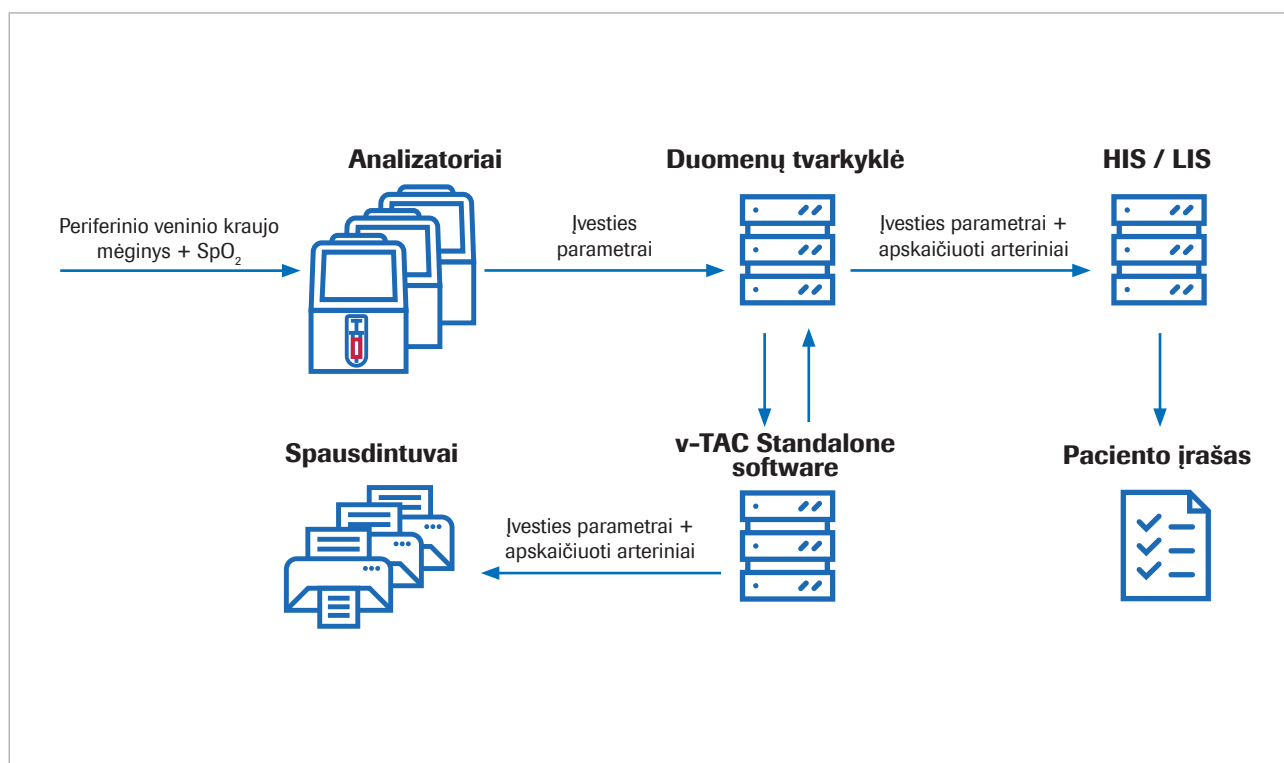 Analizatoriai
Duomenų tvarkyklė
HIS / LIS
Periferinio veninio kraujo
mėginys + SpO₂
Įvesties
parametrai
Įvesties parametrai +
apskaičiuoti arteriniai
Spausdintuvai
v-TAC Standalone
software
Paciento įrašas
Įvesties parametrai +
apskaičiuoti arteriniai